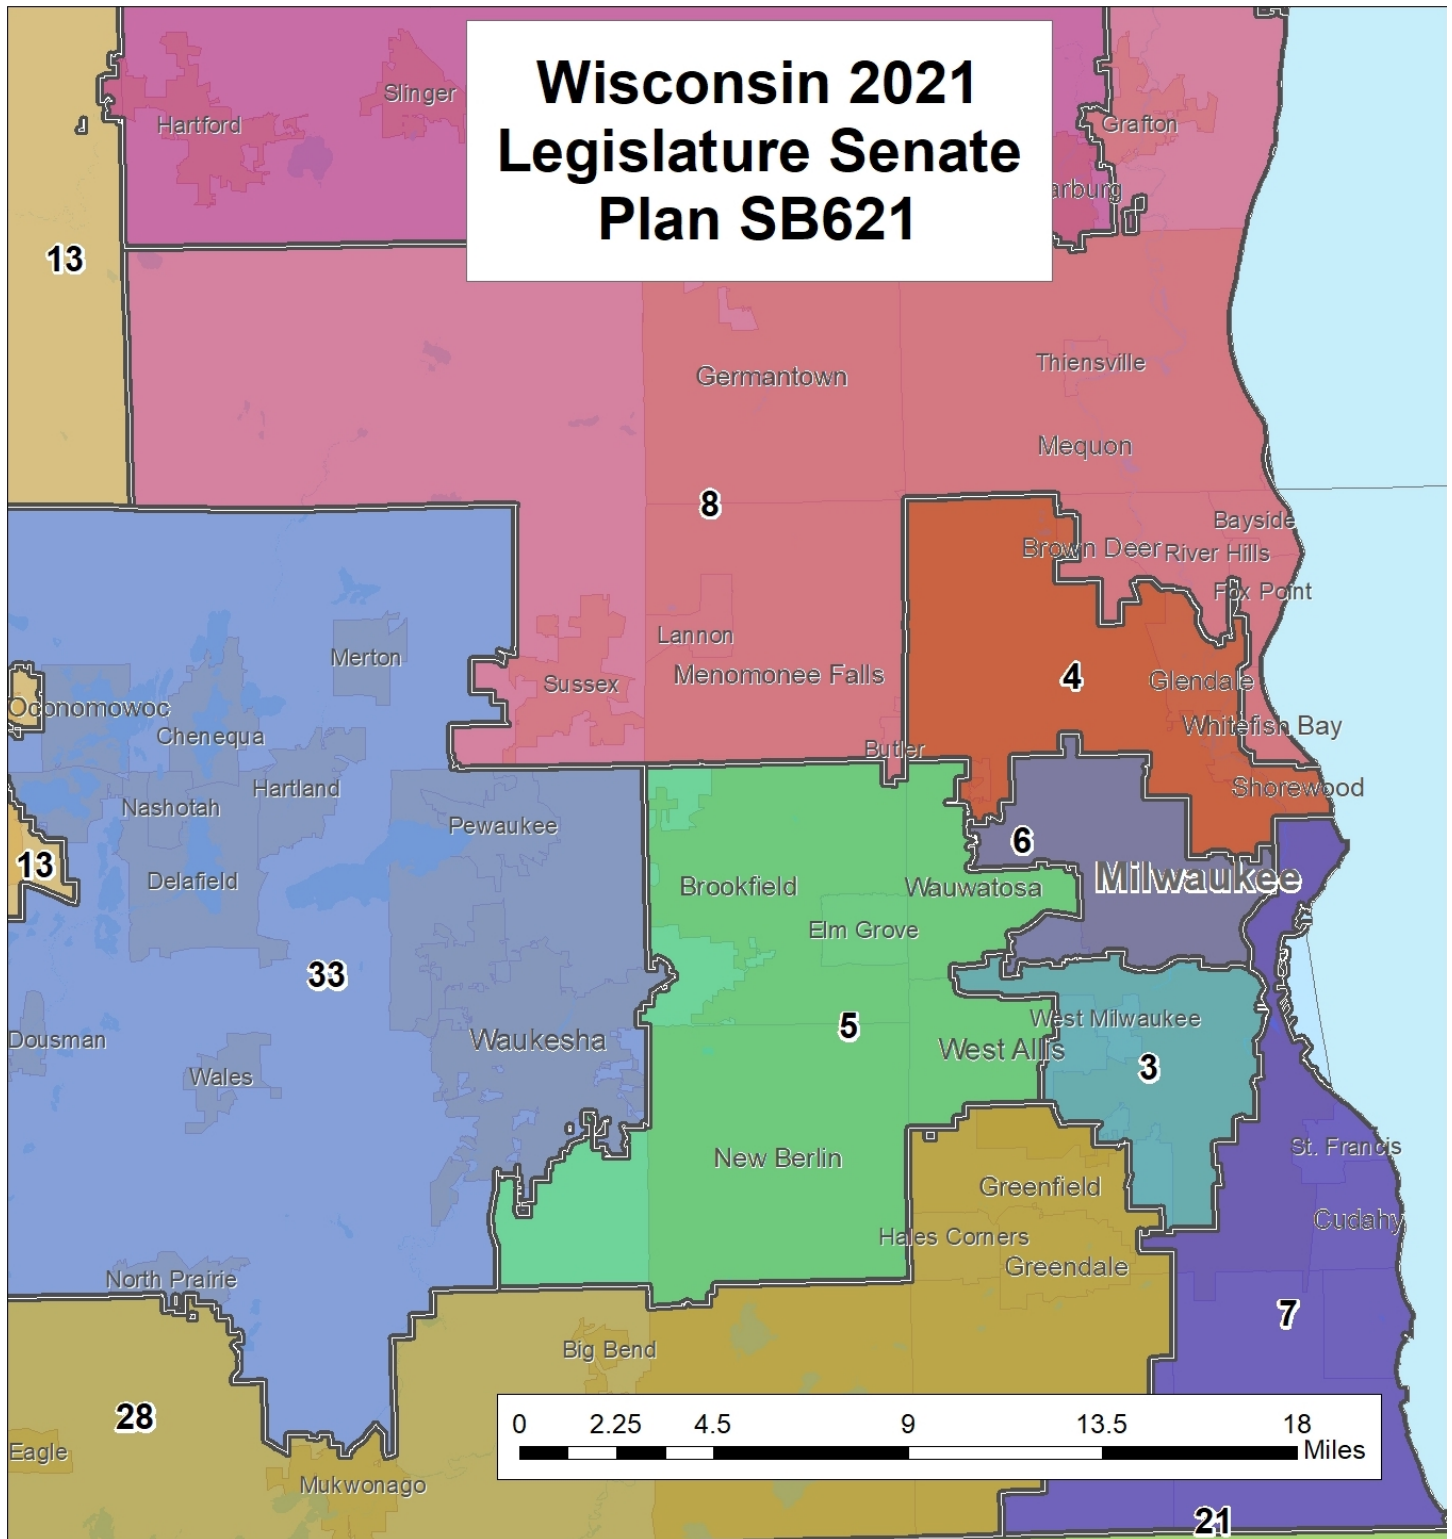 Wisconsin 2021
Legislature Senate
Plan SB621
Slinger
Hartford
Grafton
arburg
13
Germantown
Thiensville
Mequon
8
Bayside
Brown Deer
River Hills
Fox Point
Lannon
Merton
Sussex
Menomonee Falls
4
Glendale
Oconomowoc
Chenequa
Whitefish Bay
Butler
Shorewood
Hartland
Nashotah
Pewaukee
6
13
Delafield
Brookfield
Wauwatosa
Milwaukee
Elm Grove
33
5
West Milwaukee
Dousman
Waukesha
West Allis
Wales
3
New Berlin
St. Francis
Greenfield
Cudahy
Hales Corners
Greendale
North Prairie
7
Big Bend
28
Eagle
Mukwonago
0 2.25 4.5 9 13.5 18
Miles
21